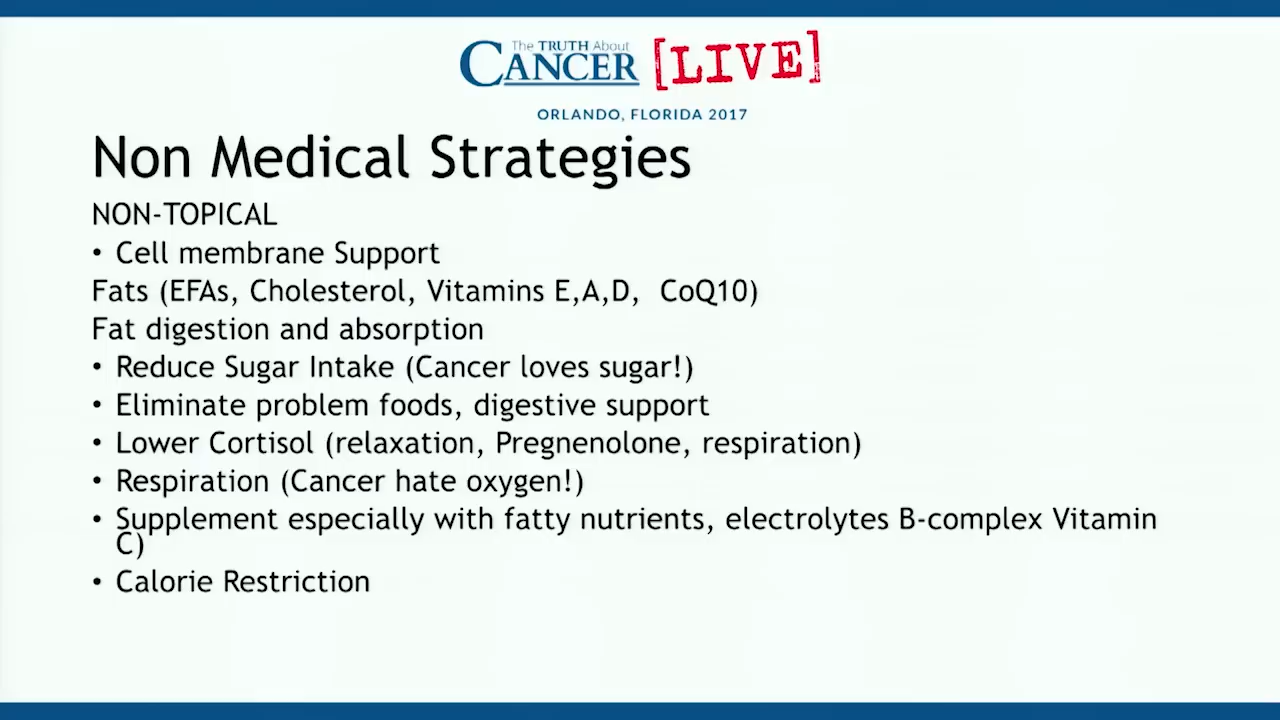 The TRUTH About
CANCER [LIVE]
ORLANDO, FLORIDA 2017
Non Medical Strategies
NON-TOPICAL
• Cell membrane Support
Fats (EFAs, Cholesterol, Vitamins E,A,D,  CoQ10)
Fat digestion and absorption
• Reduce Sugar Intake (Cancer loves sugar!)
• Eliminate problem foods, digestive support
• Lower Cortisol (relaxation, Pregnenolone, respiration)
• Respiration (Cancer hate oxygen!)
• Supplement especially with fatty nutrients, electrolytes B-complex Vitamin
C)
• Calorie Restriction